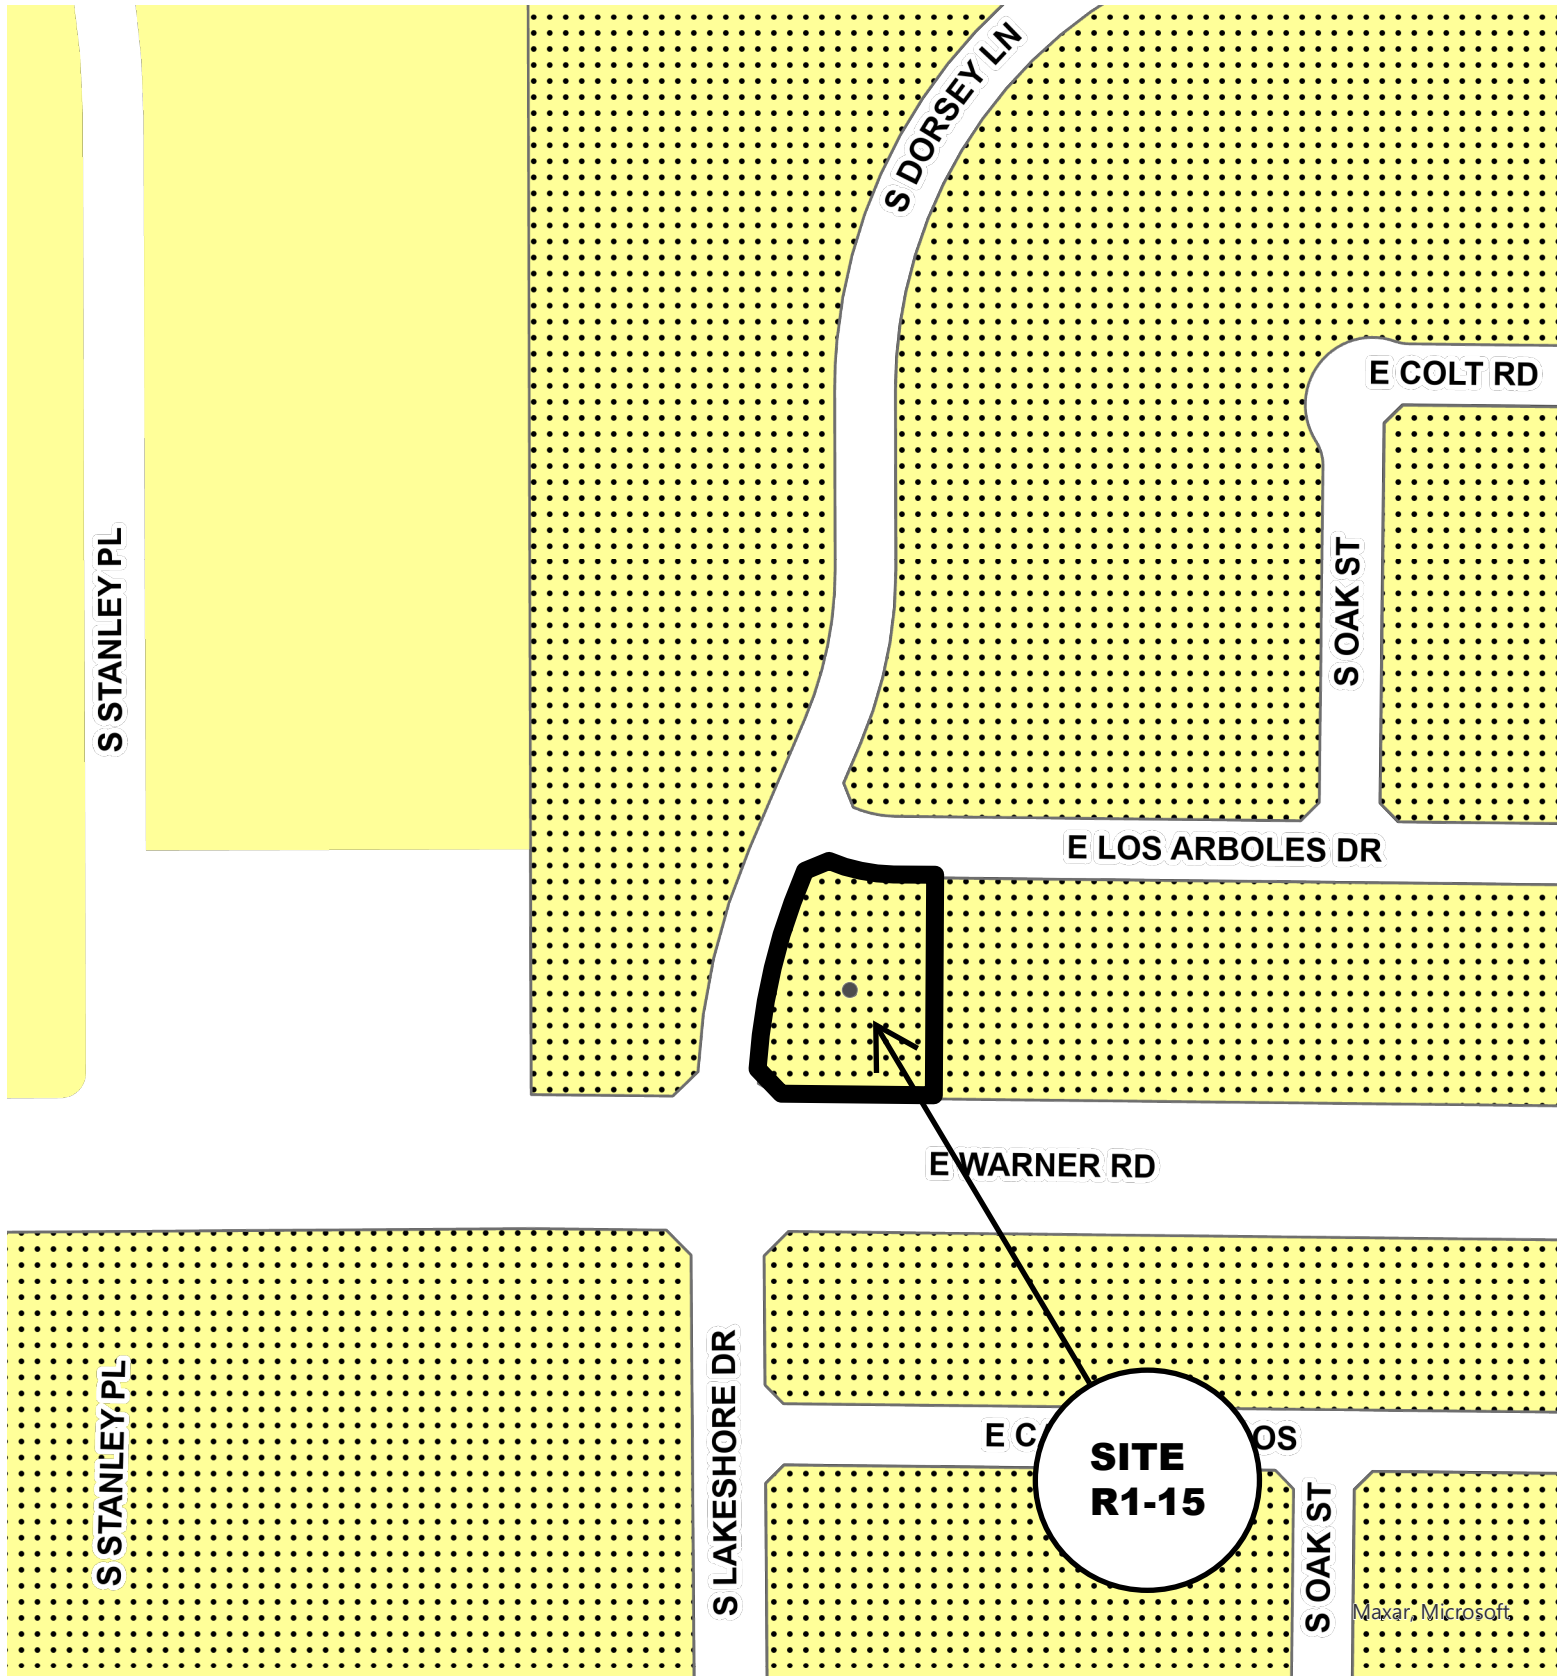 S DORSEY LN
E COLT RD
S STANLEY PL
S OAK ST
E LOS ARBOLES DR
E WARNER RD
S STANLEY PL
S LAKESHORE DR
E C
OS
SITE
R1-15
S OAK ST
Maxar, Microsoft